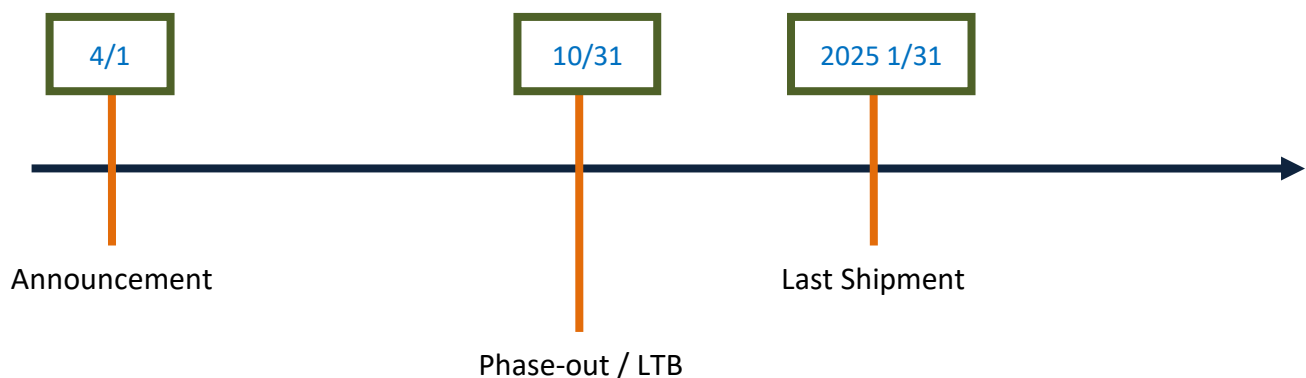 4/1
10/31
2025 1/31
Announcement
Last Shipment
Phase-out / LTB